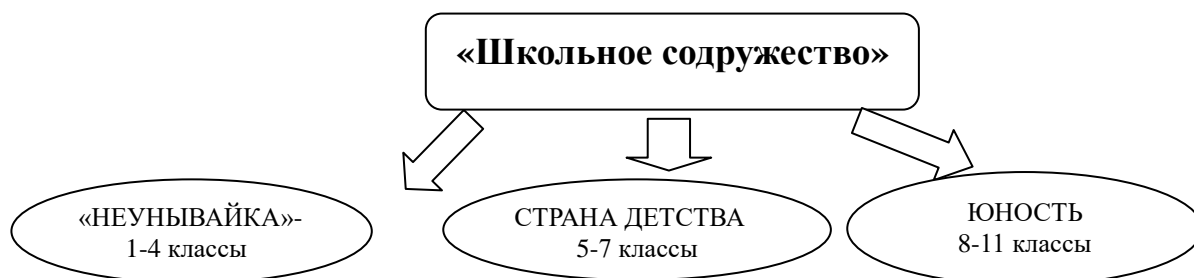 «Школьное содружество»
«НЕУНЫВАЙКА»-
1-4 классы
СТРАНА ДЕТСТВА
5-7 классы
ЮНОСТЬ
8-11 классы